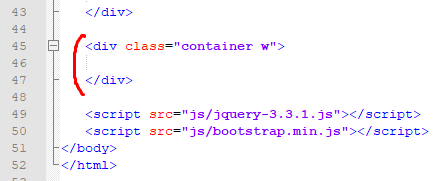 43 </div>
44
45 <div class="container w">
46
47 </div>
48
49 <script src="js/jquery-3.3.1.js"></script>
50 <script src="js/bootstrap.min.js"></script>
51 </body>
52 </html>